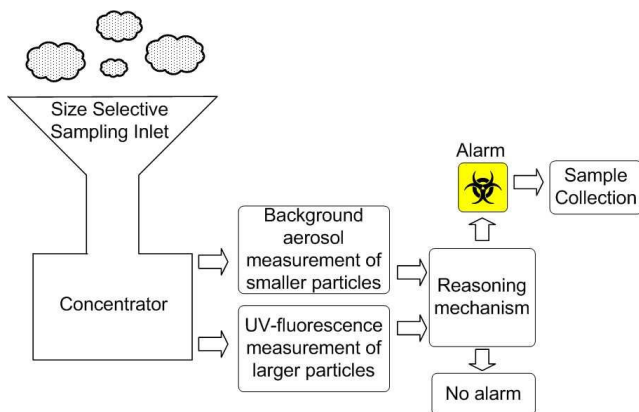 Size Selective
Sampling Inlet
Concentrator
Background
aerosol
measurement of
smaller particles
UV-fluorescence
measurement of
larger particles
Reasoning
mechanism
Alarm
Sample
Collection
No alarm